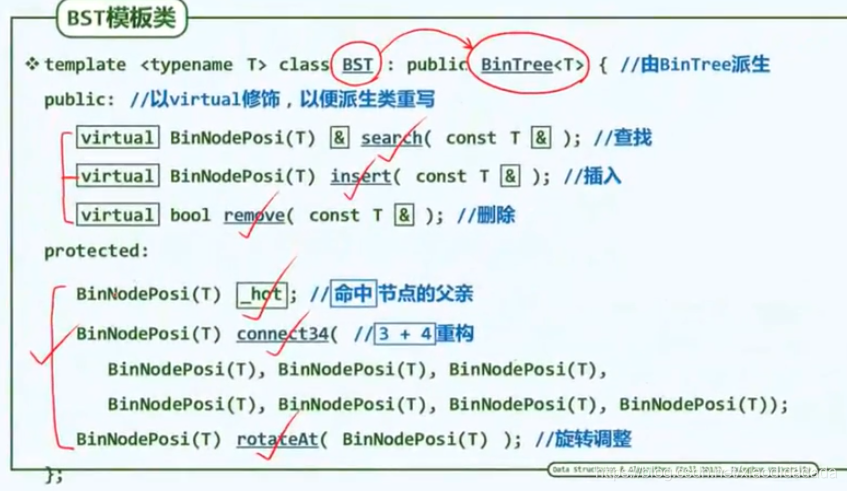 BST模板类
❖ template <typename T> class BST : public BinTree<T> { //由BinTree派生
public: //以virtual修饰，以便派生类重写
virtual BinNodePosi(T) & search( const T & ); //查找
virtual BinNodePosi(T) insert( const T & ); //插入
virtual bool remove( const T & ); //删除
protected:
BinNodePosi(T) _hot; //命中节点的父亲
BinNodePosi(T) connect34( //3 + 4重构
BinNodePosi(T), BinNodePosi(T), BinNodePosi(T),
BinNodePosi(T), BinNodePosi(T), BinNodePosi(T), BinNodePosi(T));
BinNodePosi(T) rotateAt( BinNodePosi(T) ); //旋转调整
};
Data Structures & Algorithms (Fall 2013), Tsinghua University